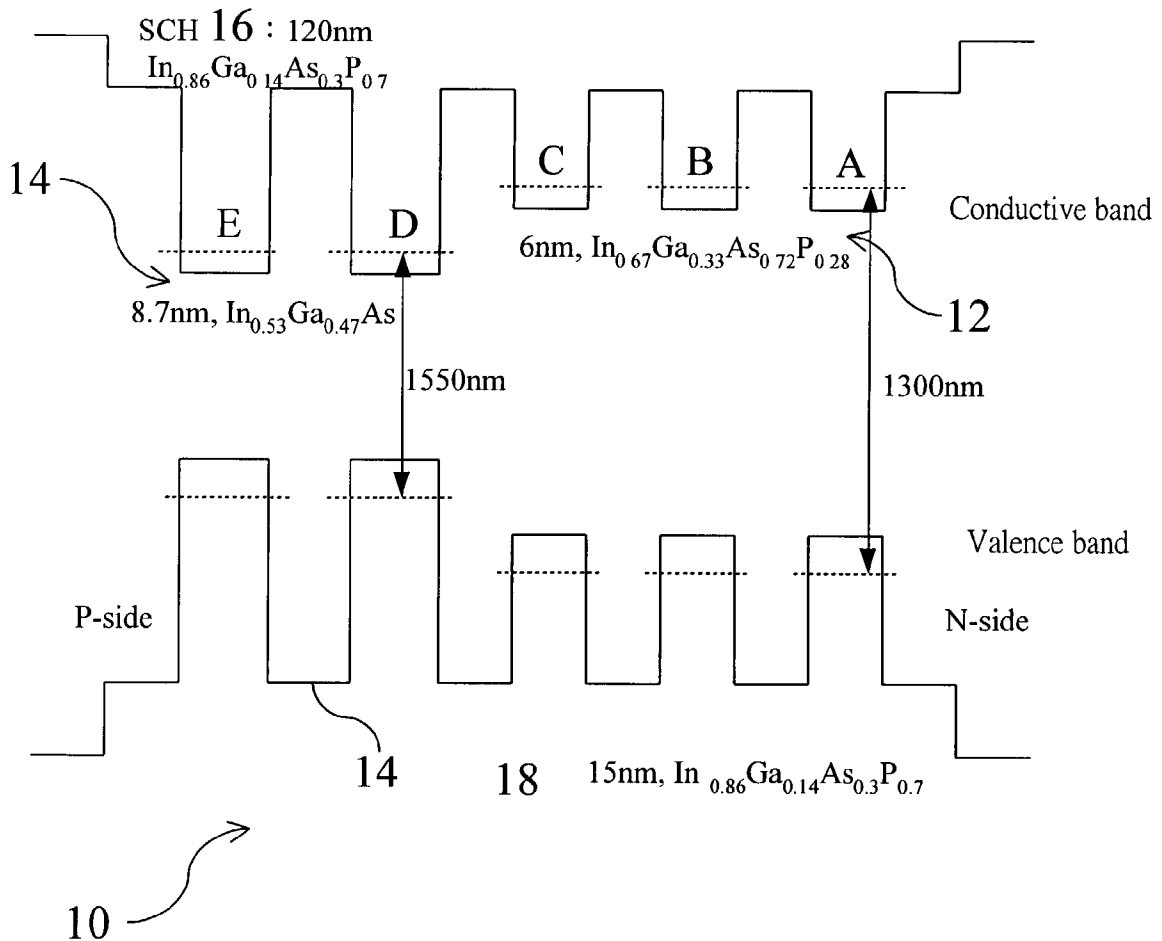 SCH 16 : 120nm
In0.86Ga0 14As0.3P0 7
14
E
D
C
B
A
Conductive band
6nm, In0 67Ga0.33As0 72P0 28
8.7nm, In0.53Ga0.47As
12
1550nm
1300nm
Valence band
P-side
N-side
14
18
15nm, In 0.86Ga0.14As0.3P0.7
10